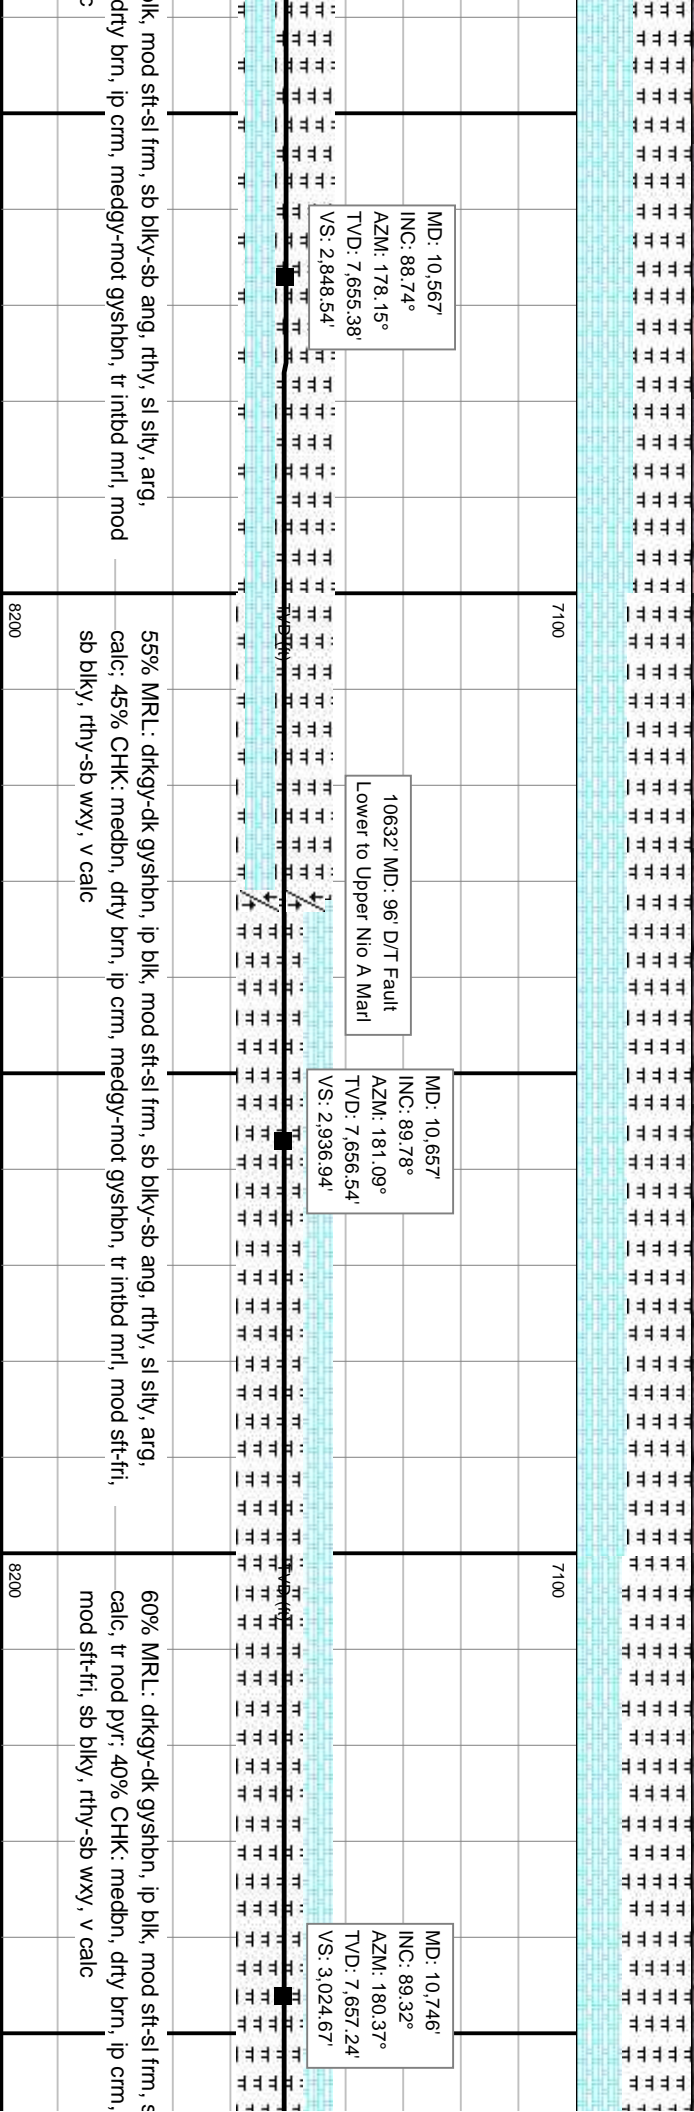 olk, mod sft-sl frm, sb blky-sb ang, rthy, sl slty, arg,
drty brn, ip crm, medgy-mot gyshbn, tr intbd mrl, mod
c
MD: 10,567'
INC: 88.74°
AZM: 178.15°
TVD: 7,655.38'
VS: 2,848.54'
7100
TVD (ft)
8200
55% MRL: drkgy-dk gyshbn, ip blk, mod sft-sl frm, sb blky-sb ang, rthy, sl slty, arg,
calc; 45% CHK: medbn, drty brn, ip crm, medgy-mot gyshbn, tr intbd mrl, mod sft-fri,
sb blky, rthy-sb wxy, v calc
10632' MD: 96' D/T Fault
Lower to Upper Nio A Marl
MD: 10,657'
INC: 89.78°
AZM: 181.09°
TVD: 7,656.54'
VS: 2,936.94'
7100
TVD (ft)
8200
60% MRL: drkgy-dk gyshbn, ip blk, mod sft-sl frm, s
calc, tr nod pyr; 40% CHK: medbn, drty brn, ip crm,
mod sft-fri, sb blky, rthy-sb wxy, v calc
MD: 10,746'
INC: 89.32°
AZM: 180.37°
TVD: 7,657.24'
VS: 3,024.67'